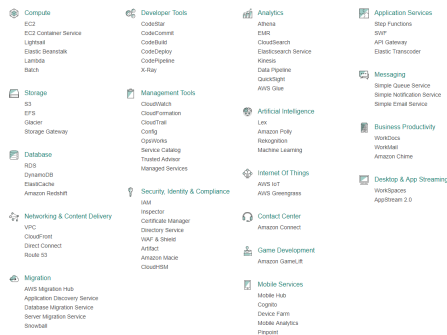 Compute
EC2
EC2 Container Service
Lightsail
Elastic Beanstalk
Lambda
Batch
Storage
S3
EFS
Glacier
Storage Gateway
Database
RDS
DynamoDB
ElastiCache
Amazon Redshift
Networking & Content Delivery
VPC
CloudFront
Direct Connect
Route 53
Migration
AWS Migration Hub
Application Discovery Service
Database Migration Service
Server Migration Service
Snowball
Developer Tools
CodeStar
CodeCommit
CodeBuild
CodeDeploy
CodePipeline
X-Ray
Management Tools
CloudWatch
CloudFormation
CloudTrail
Config
OpsWorks
Service Catalog
Trusted Advisor
Managed Services
Security, Identity & Compliance
IAM
Inspector
Certificate Manager
Directory Service
WAF & Shield
Artifact
Amazon Macie
CloudHSM
Analytics
Athena
EMR
CloudSearch
Elasticsearch Service
Kinesis
Data Pipeline
QuickSight
AWS Glue
Artificial Intelligence
Lex
Amazon Polly
Rekognition
Machine Learning
Internet Of Things
AWS IoT
AWS Greengrass
Contact Center
Amazon Connect
Game Development
Amazon GameLift
Mobile Services
Mobile Hub
Cognito
Device Farm
Mobile Analytics
Pinpoint
Application Services
Step Functions
SWF
API Gateway
Elastic Transcoder
Messaging
Simple Queue Service
Simple Notification Service
Simple Email Service
Business Productivity
WorkDocs
WorkMail
Amazon Chime
Desktop & App Streaming
WorkSpaces
AppStream 2.0